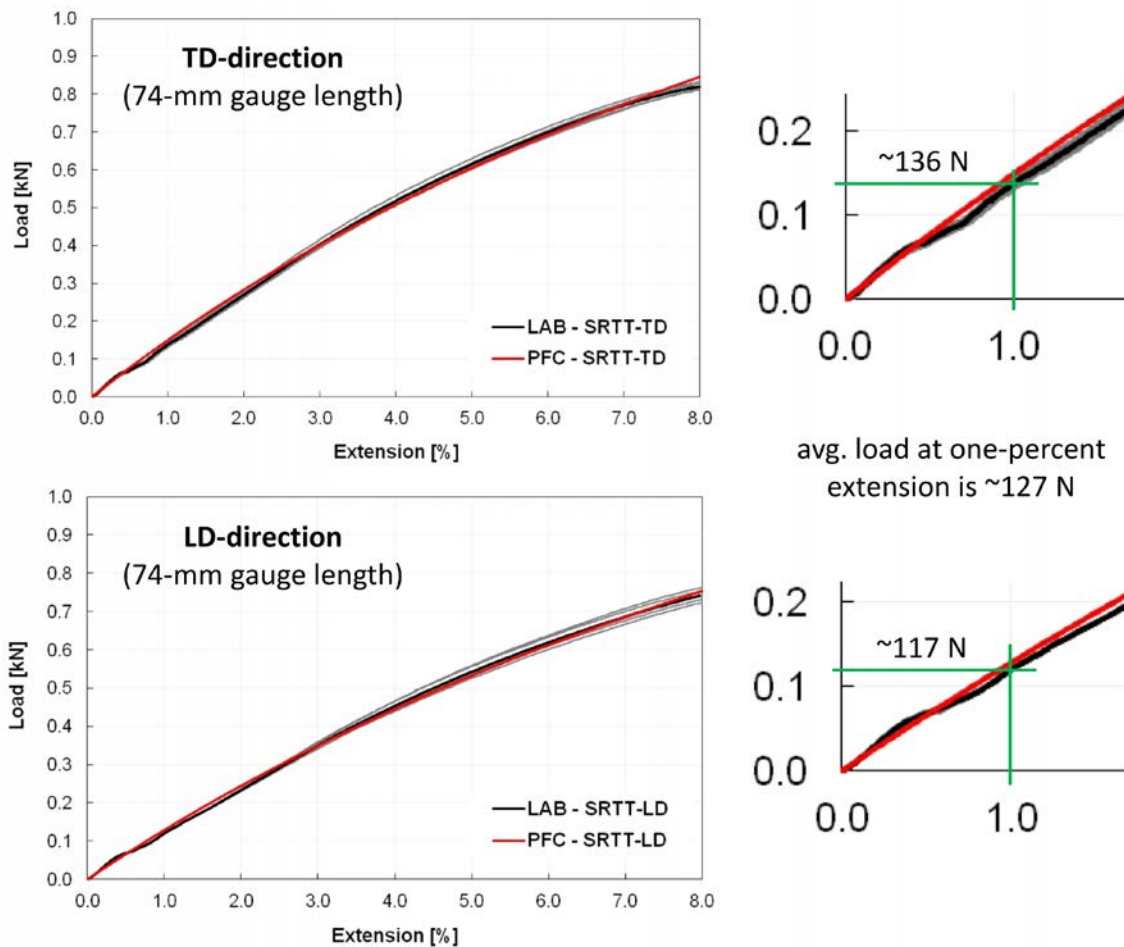 1.0
0.9
0.8
0.7
0.6
0.5
0.4
0.3
0.2
0.1
0.0
Load [kN]
TD-direction
(74-mm gauge length)
LAB - SRTT-TD
PFC - SRTT-TD
0.0 1.0 2.0 3.0 4.0 5.0 6.0 7.0 8.0
Extension [%]
0.2
~136 N
0.1
0.0
0.0 1.0
avg. load at one-percent
extension is ~127 N
1.0
0.9
0.8
0.7
0.6
0.5
0.4
0.3
0.2
0.1
0.0
Load [kN]
LD-direction
(74-mm gauge length)
LAB - SRTT-LD
PFC - SRTT-LD
0.0 1.0 2.0 3.0 4.0 5.0 6.0 7.0 8.0
Extension [%]
0.2
~117 N
0.1
0.0
0.0 1.0